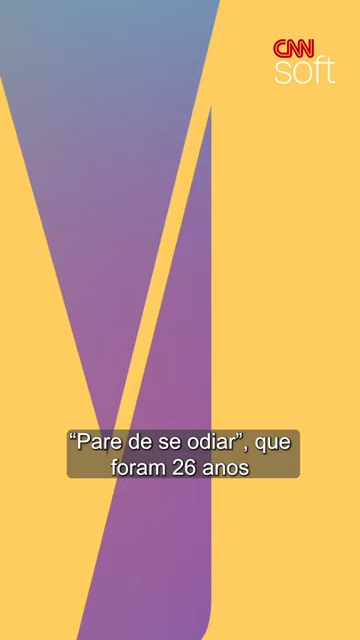 CNN
soft
“Pare de se odiar”, que
foram 26 anos